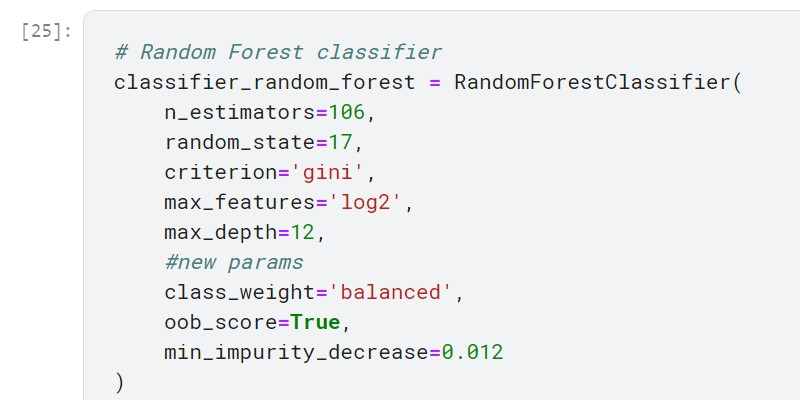 [25]:
# Random Forest classifier
classifier_random_forest = RandomForestClassifier(
    n_estimators=106,
    random_state=17,
    criterion='gini',
    max_features='log2',
    max_depth=12,
    #new params
    class_weight='balanced',
    oob_score=True,
    min_impurity_decrease=0.012
)